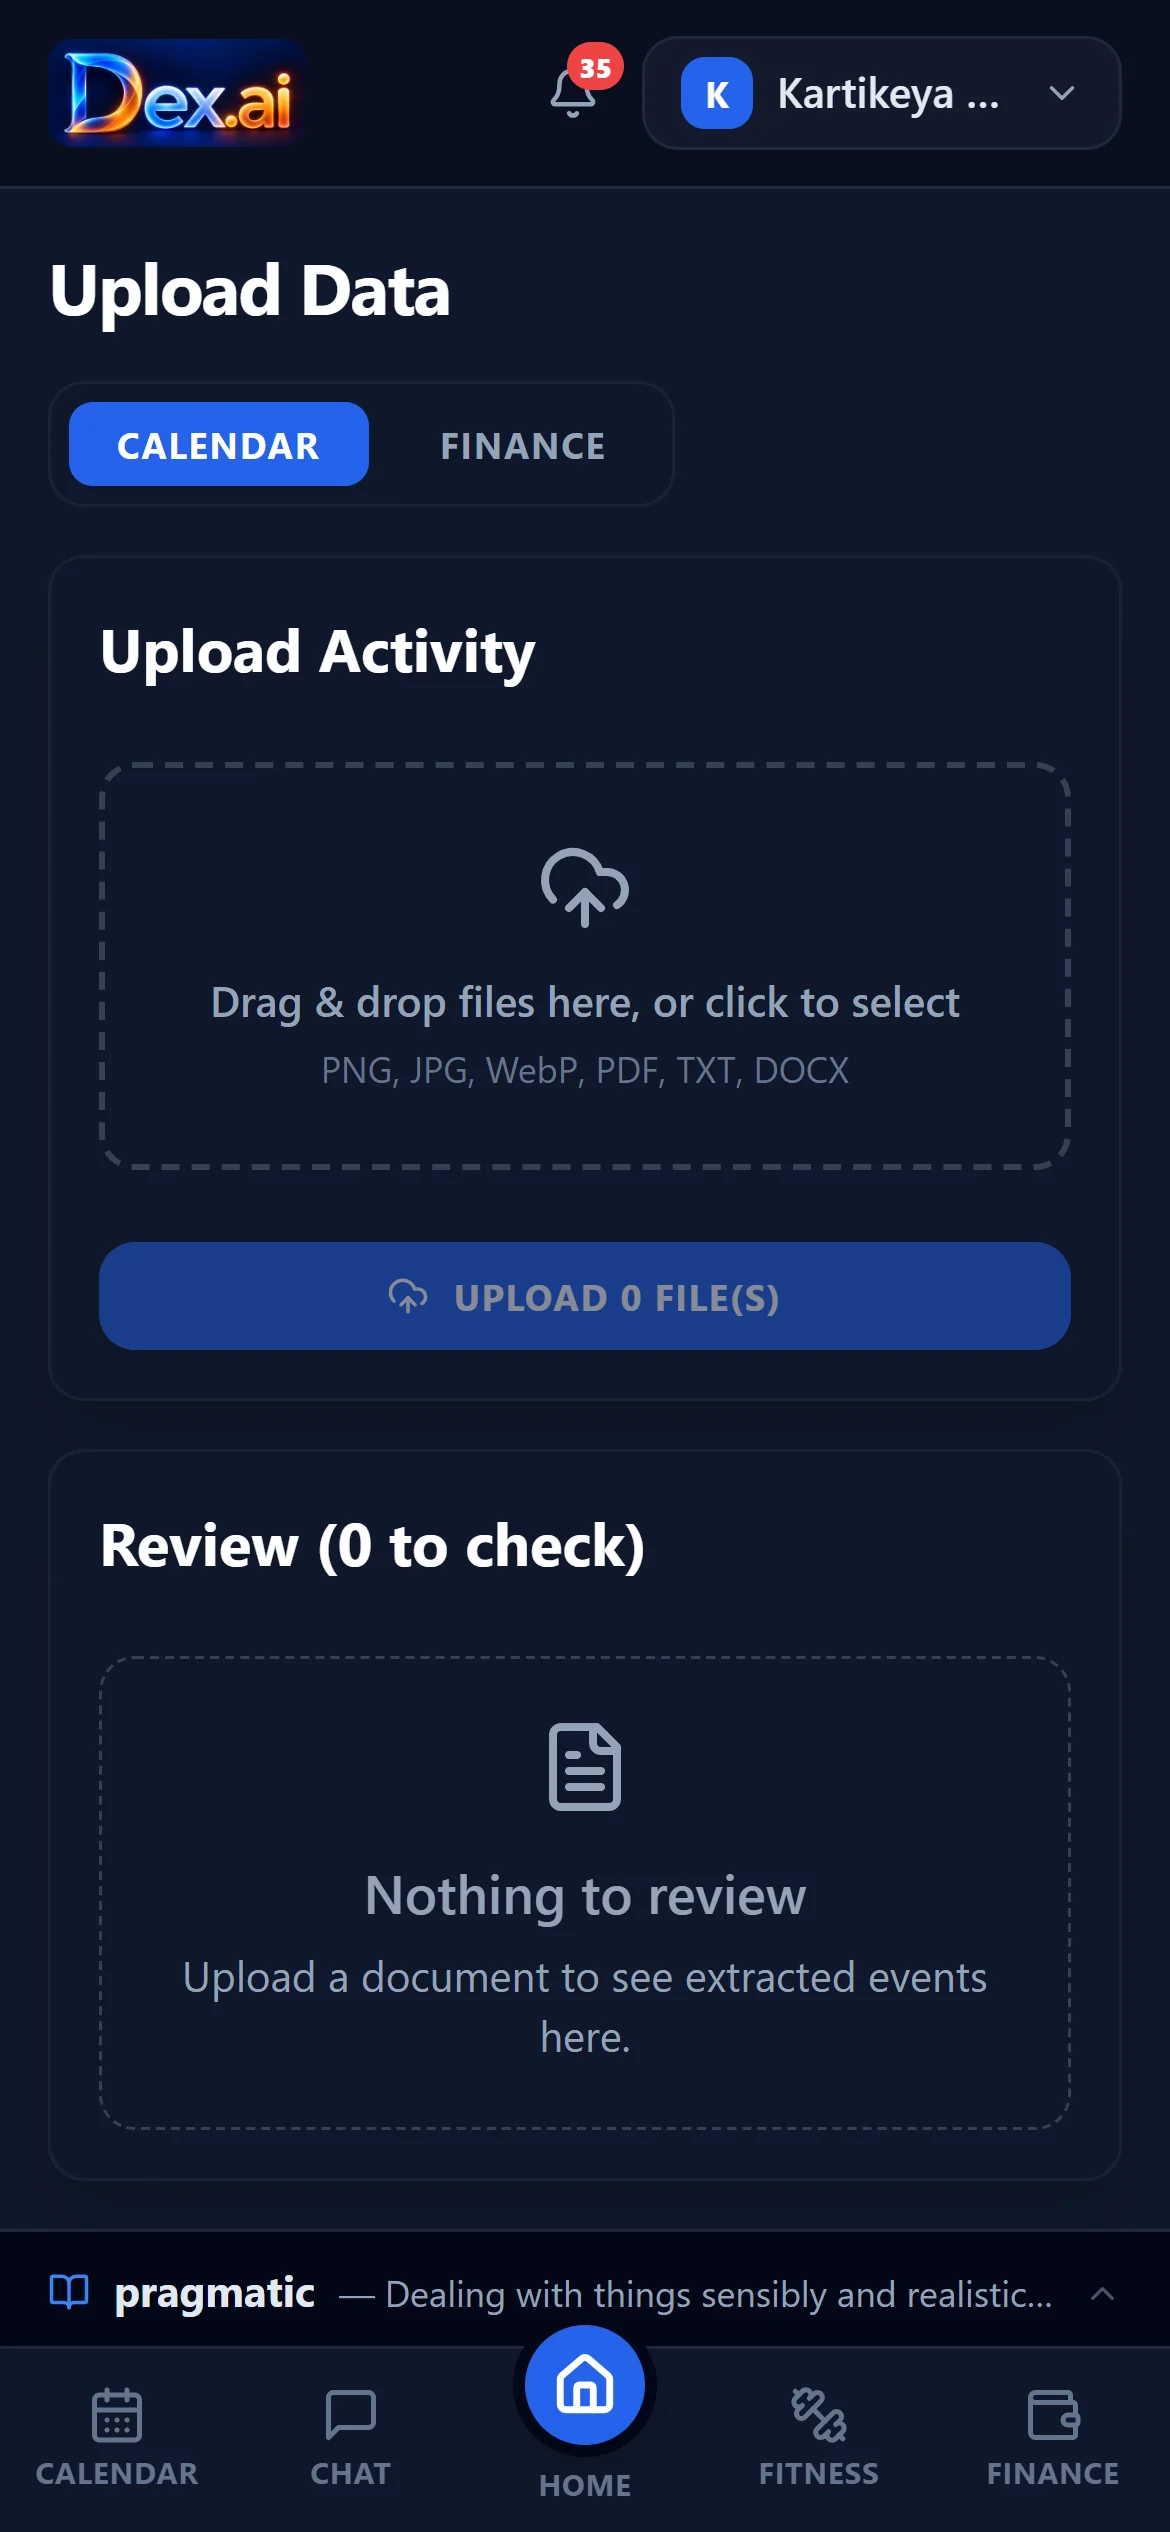 Dex.ai
35
K
Kartikeya ...
Upload Data
CALENDAR
FINANCE
Upload Activity
Drag & drop files here, or click to select
PNG, JPG, WebP, PDF, TXT, DOCX
UPLOAD 0 FILE(S)
Review (0 to check)
Nothing to review
Upload a document to see extracted events
here.
pragmatic — Dealing with things sensibly and realistic...
CALENDAR
CHAT
HOME
FITNESS
FINANCE